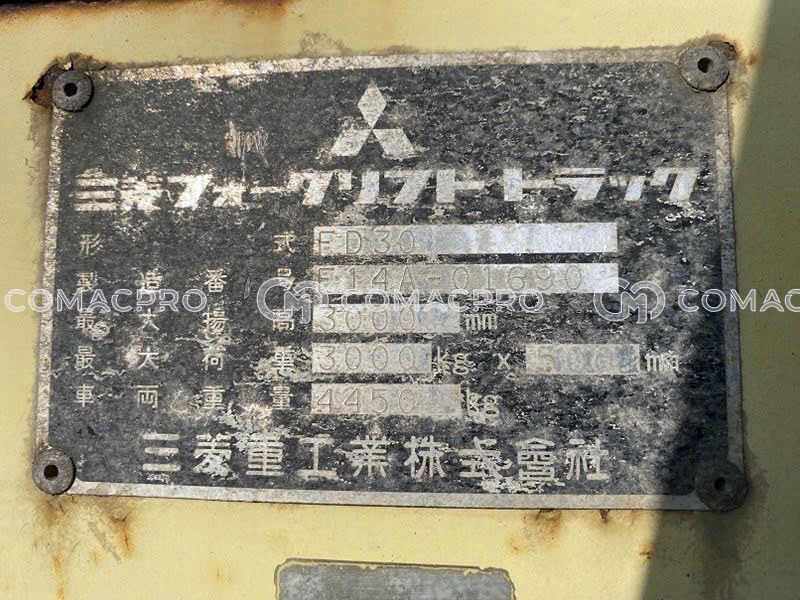 三菱フォークリフトトラック
形式 FD30
製造番号 F14A-01690
COMACPRO COMACPRO COMACPRO
最大揚高 3000 mm
最大荷重 3000 kg x 500 mm
車両重量 4450 kg
三菱重工業株式會社